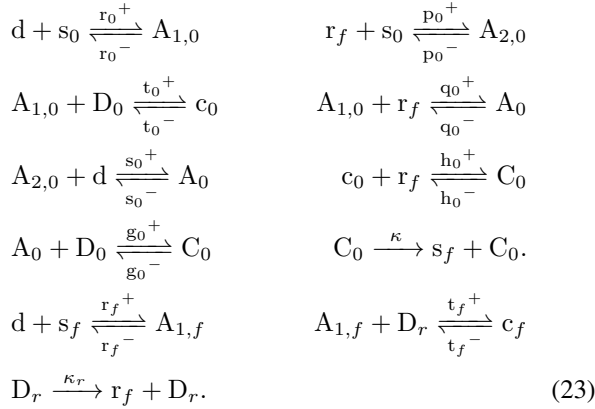 d + s₀ ⇌ A₁,₀ (r₀⁺ / r₀⁻)    r_f + s₀ ⇌ A₂,₀ (p₀⁺ / p₀⁻)
A₁,₀ + D₀ ⇌ c₀ (t₀⁺ / t₀⁻)    A₁,₀ + r_f ⇌ A₀ (q₀⁺ / q₀⁻)
A₂,₀ + d ⇌ A₀ (s₀⁺ / s₀⁻)    c₀ + r_f ⇌ C₀ (h₀⁺ / h₀⁻)
A₀ + D₀ ⇌ C₀ (g₀⁺ / g₀⁻)    C₀ →(κ) s_f + C₀.
d + s_f ⇌ A₁,f (r_f⁺ / r_f⁻)    A₁,f + D_r ⇌ c_f (t_f⁺ / t_f⁻)
D_r →(κ_r) r_f + D_r.    (23)